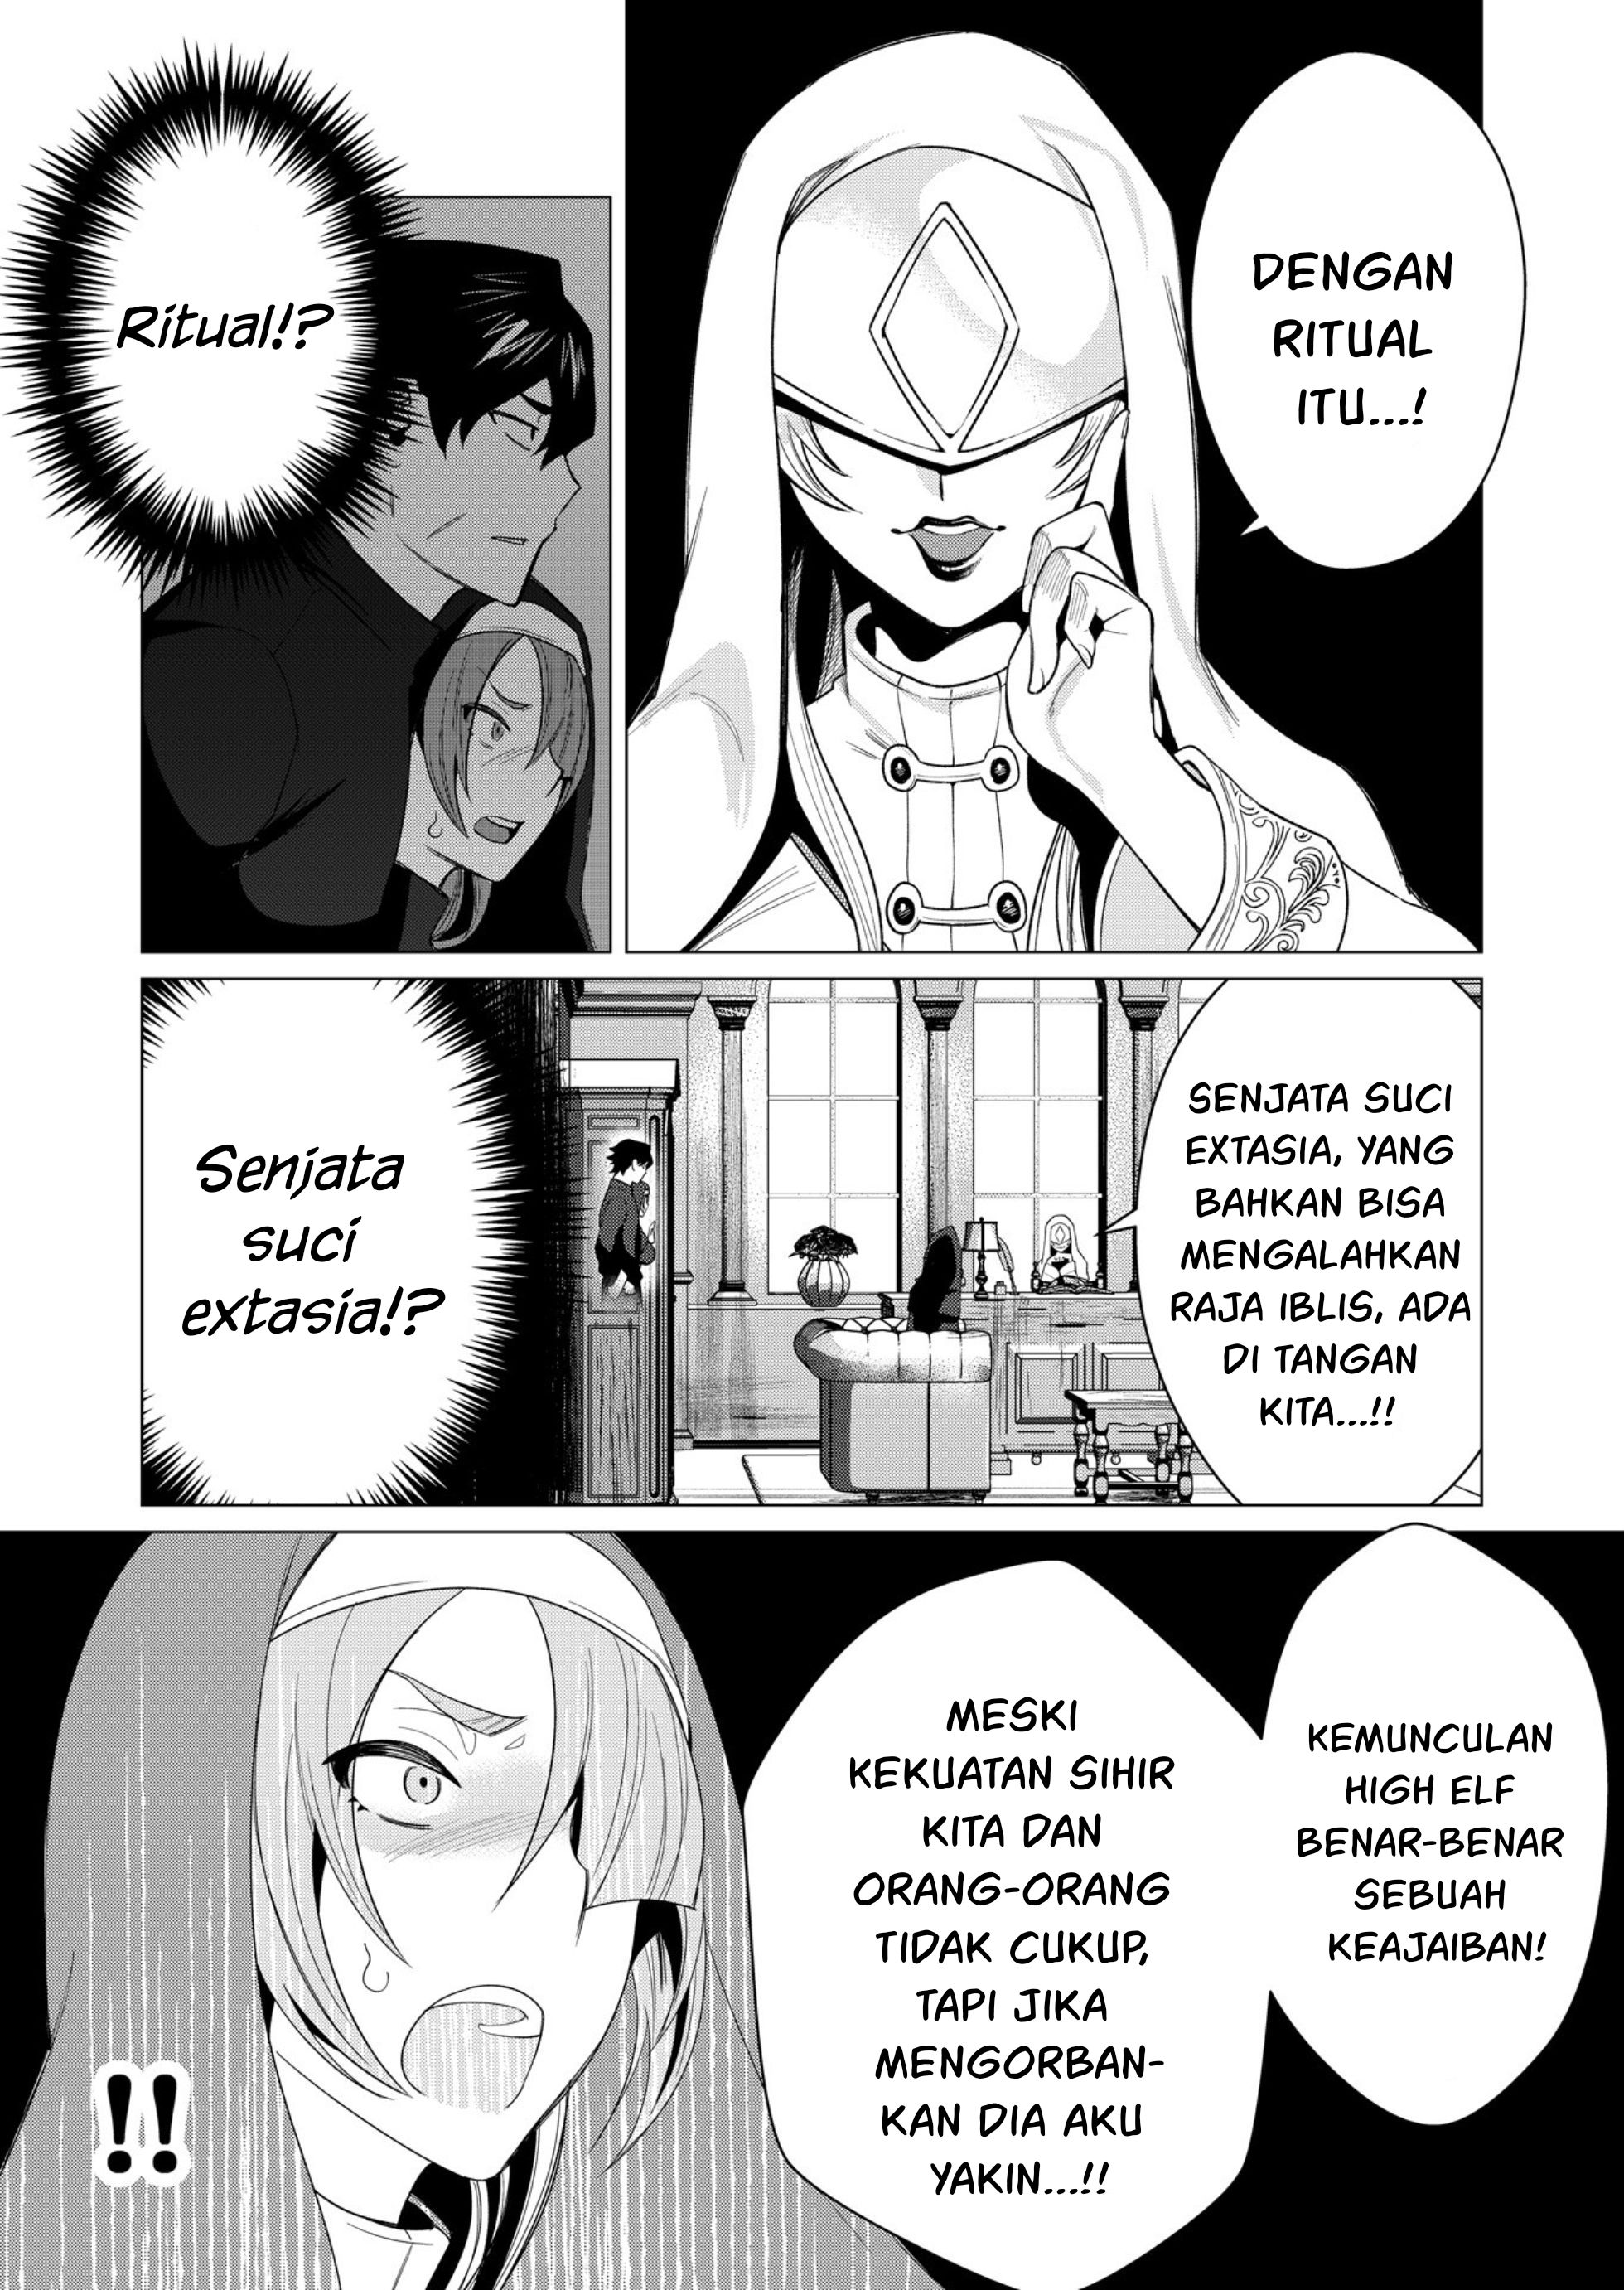 DENGAN
RITUAL
ITU...!
Ritual!?
SENJATA SUCI
EXTASIA, YANG
BAHKAN BISA
MENGALAHKAN
RAJA IBLIS, ADA
DI TANGAN
KITA...!!
Senjata
suci
extasia!?
KEMUNCULAN
HIGH ELF
BENAR-BENAR
SEBUAH
KEAJAIBAN!
MESKI
KEKUATAN SIHIR
KITA DAN
ORANG-ORANG
TIDAK CUKUP,
TAPI JIKA
MENGORBAN-
KAN DIA AKU
YAKIN...!!
!!